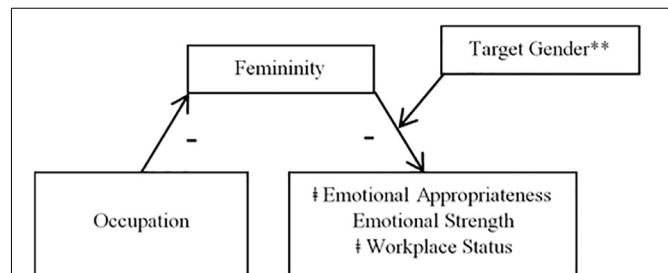 Target Gender**
Femininity
-
-
Occupation
ǂ Emotional Appropriateness
Emotional Strength
ǂ Workplace Status